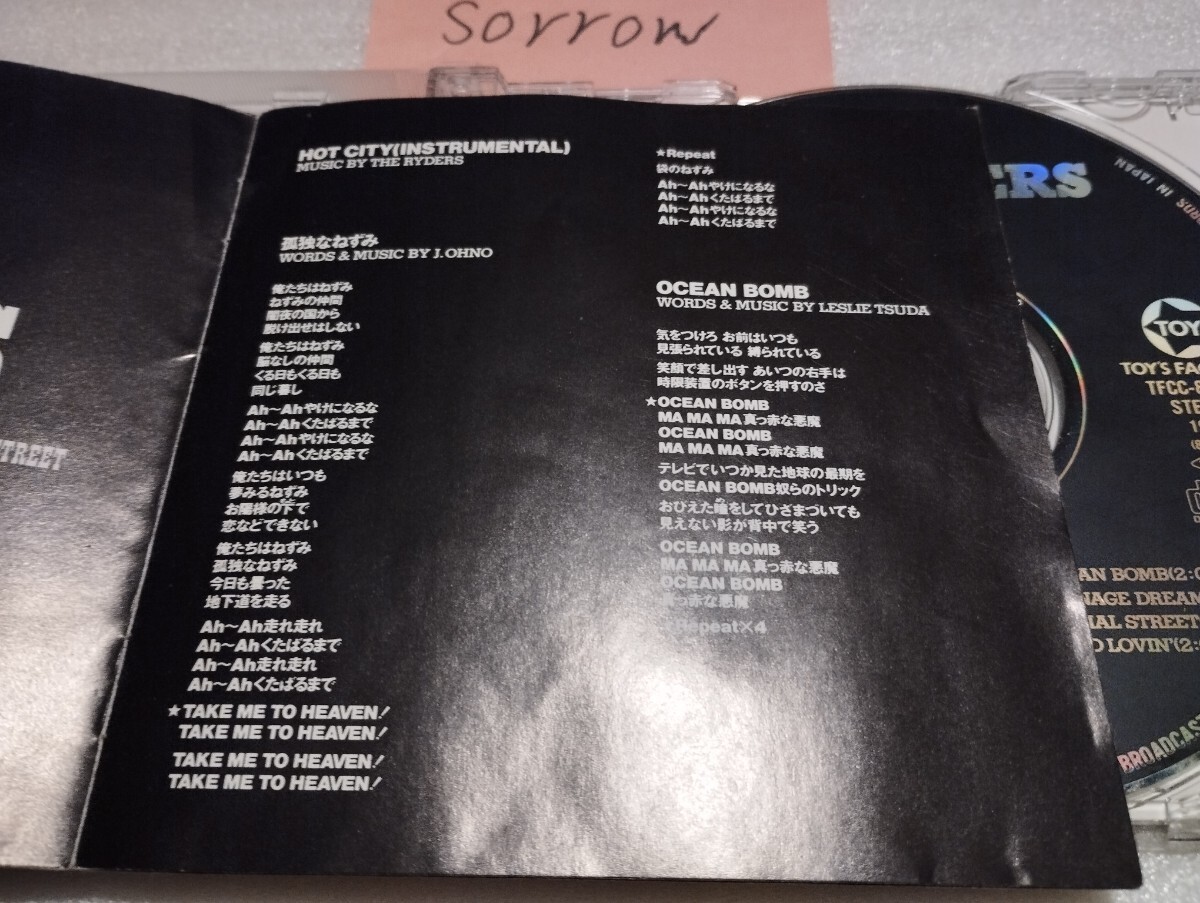 sorrow
N
STREET
HOT CITY(INSTRUMENTAL)
MUSIC BY THE RYDERS
孤独なねずみ
WORDS & MUSIC BY J.OHNO
俺たちはねずみ
ねずみの仲間
闇夜の国から
脱け出せはしない
俺たちはねずみ
脳なしの仲間
くる日もくる日も
同じ暮し
Ah〜Ahやけになるな
Ah〜Ahくたばるまで
Ah〜Ahやけになるな
Ah〜Ahくたばるまで
俺たちはいつも
夢みるねずみ
お陽様の下で
恋などできない
俺たちはねずみ
孤独なねずみ
今日も曇った
地下道を走る
Ah〜Ah走れ走れ
Ah〜Ahくたばるまで
Ah〜Ah走れ走れ
Ah〜Ahくたばるまで
★TAKE ME TO HEAVEN!
TAKE ME TO HEAVEN!
TAKE ME TO HEAVEN!
TAKE ME TO HEAVEN!
★Repeat
袋のねずみ
Ah〜Ahやけになるな
Ah〜Ahくたばるまで
Ah〜Ahやけになるな
Ah〜Ahくたばるまで
OCEAN BOMB
WORDS & MUSIC BY LESLIE TSUDA
気をつけろ お前はいつも
見張られている 縛られている
笑顔で差し出す あいつの右手は
時限装置のボタンを押すのさ
★OCEAN BOMB
MA MA MA真っ赤な悪魔
OCEAN BOMB
MA MA MA真っ赤な悪魔
テレビでいつか見た地球の最期を
OCEAN BOMB奴らのトリック
おびえた瞳をしてひざまづいても
見えない影が背中で笑う
OCEAN BOMB
MA MA MA真っ赤な悪魔
OCEAN BOMB
真っ赤な悪魔
Repeat×4
ERS
IN JAPAN
TOY
TOY'S FAC
TFCC-
STE
AN BOMB(2:
NAGE DREAM
IAL STREET
D LOVIN'(2:
BROADCAS